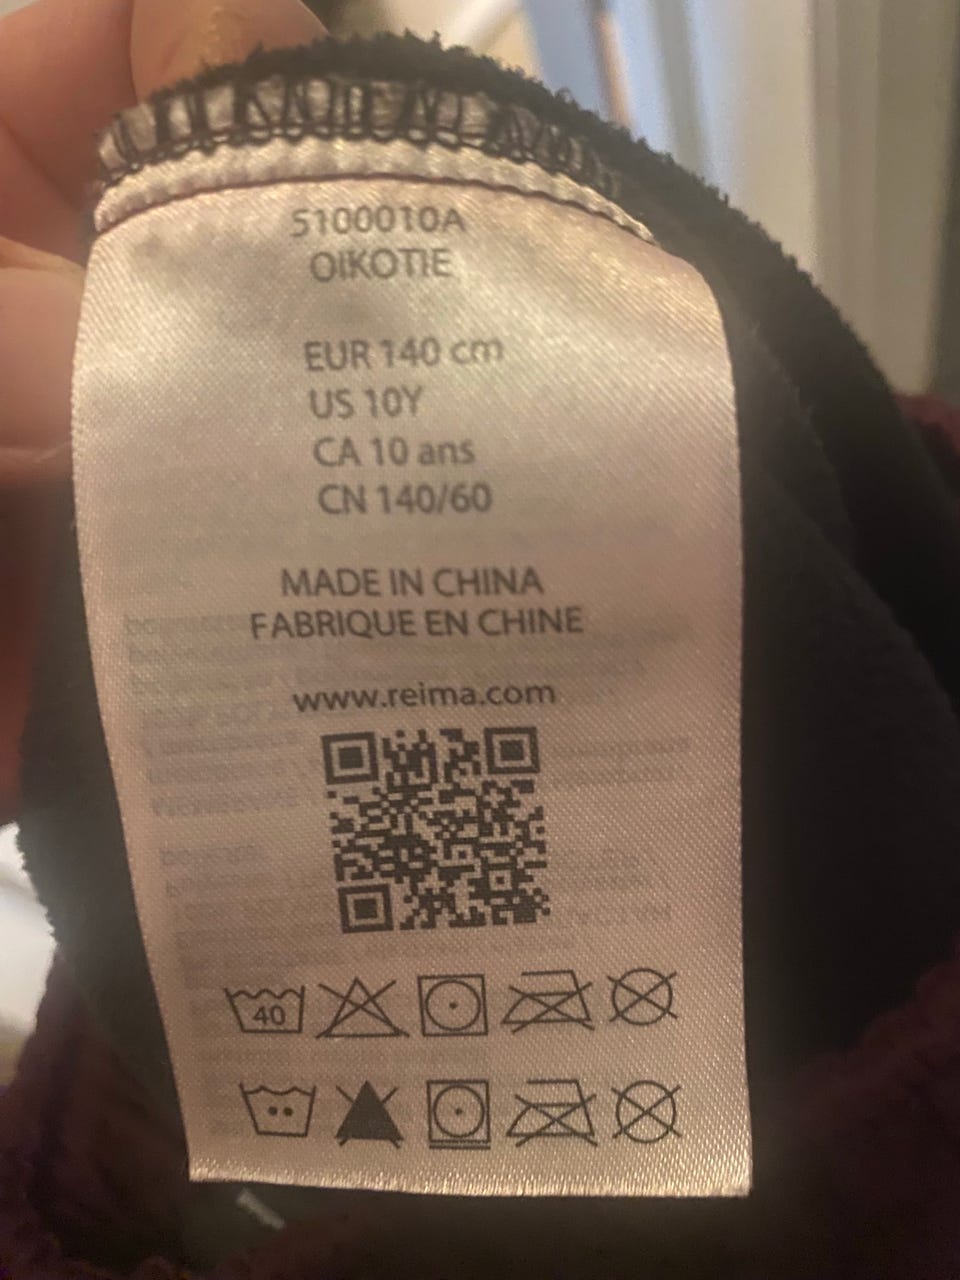 5100010A
OIKOTIE
EUR 140 cm
US 10Y
CA 10 ans
CN 140/60
MADE IN CHINA
FABRIQUE EN CHINE
www.reima.com
40